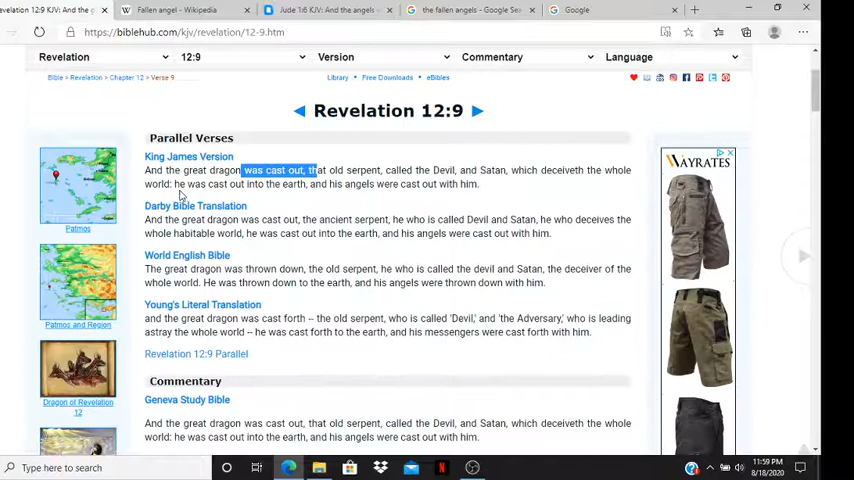 evelation 12:9 KJV: And the g
Fallen angel - Wikipedia
Jude 1:6 KJV: And the angels
the fallen angels - Google Sea
Google
https://biblehub.com/kjv/revelation/12-9.htm
Revelation 12:9 Version Commentary Language
Bible > Revelation > Chapter 12 > Verse 9
Library • Free Downloads • eBibles
◄ Revelation 12:9 ►
Parallel Verses
King James Version
And the great dragon was cast out, that old serpent, called the Devil, and Satan, which deceiveth the whole
world: he was cast out into the earth, and his angels were cast out with him.
Darby Bible Translation
And the great dragon was cast out, the ancient serpent, he who is called Devil and Satan, he who deceives the
whole habitable world, he was cast out into the earth, and his angels were cast out with him.
World English Bible
The great dragon was thrown down, the old serpent, he who is called the devil and Satan, the deceiver of the
whole world. He was thrown down to the earth, and his angels were thrown down with him.
Young's Literal Translation
and the great dragon was cast forth -- the old serpent, who is called 'Devil,' and 'the Adversary,' who is leading
astray the whole world -- he was cast forth to the earth, and his messengers were cast forth with him.
Revelation 12:9 Parallel
Commentary
Geneva Study Bible
And the great dragon was cast out, that old serpent, called the Devil, and Satan, which deceiveth the whole
world: he was cast out into the earth, and his angels were cast out with him.
Patmos
Patmos and Region
Dragon of Revelation
12
WAYRATES
Type here to search
11:59 PM
8/18/2020